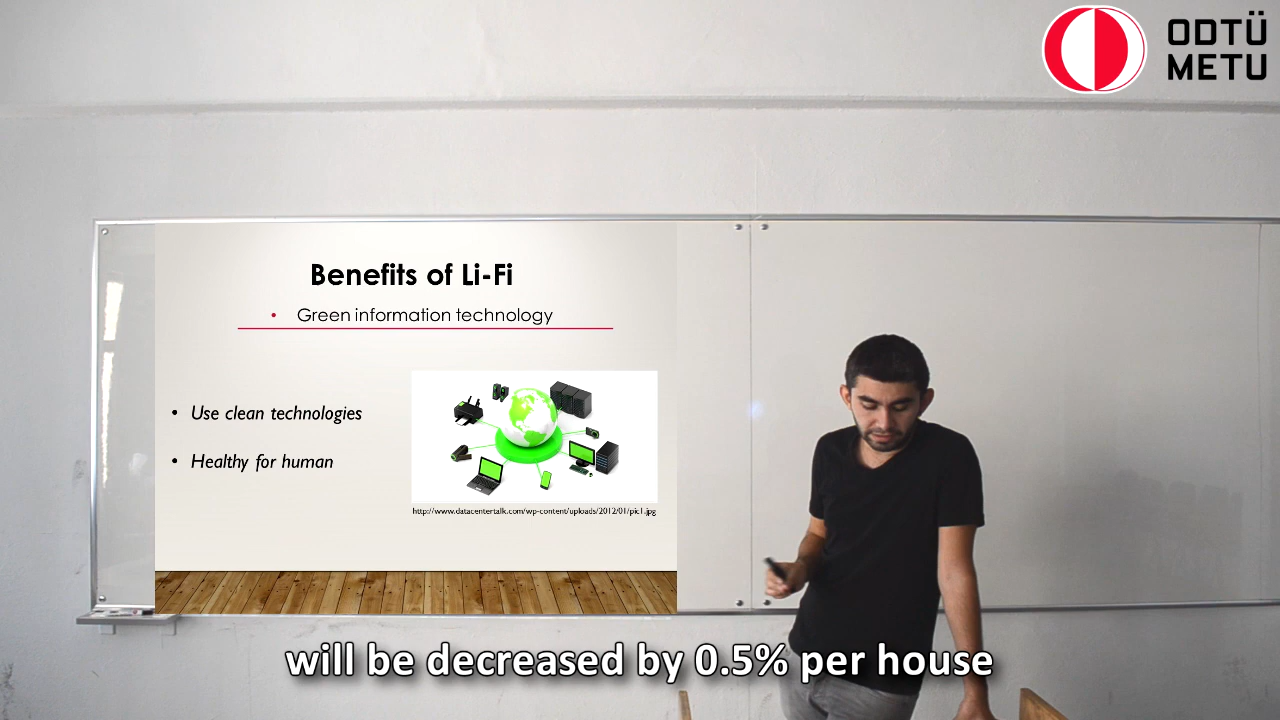 ODTÜ
METU
Benefits of Li-Fi
• Green information technology
• Use clean technologies
• Healthy for human
http://www.datacentertalk.com/wp-content/uploads/2012/01/pic1.jpg
will be decreased by 0.5% per house